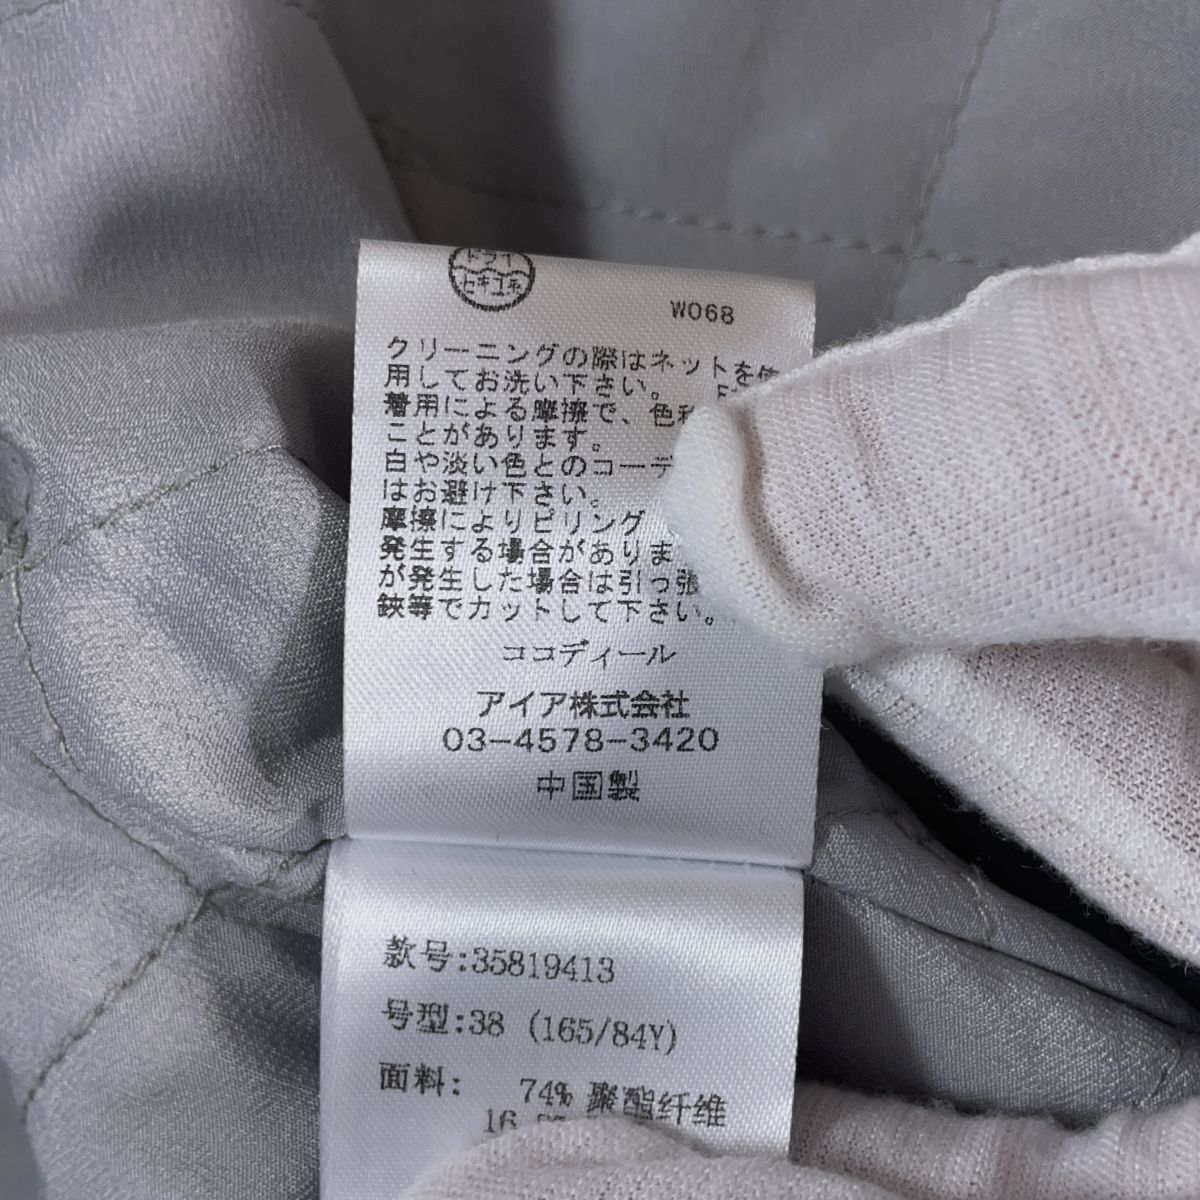 ドライ
セキユ系
W068
クリーニングの際はネットを使
用してお洗い下さい。
着用による摩擦で、色移
ことがあります。
白や淡い色とのコーデ
はお避け下さい。
摩擦によりピリング
発生する場合がありま
が発生した場合は引っ張
鋏等でカットして下さい。
ココディール
アイア株式会社
03-4578-3420
中国製
款号:35819413
号型:38 (165/84Y)
面料: 74% 聚酯纤维
16